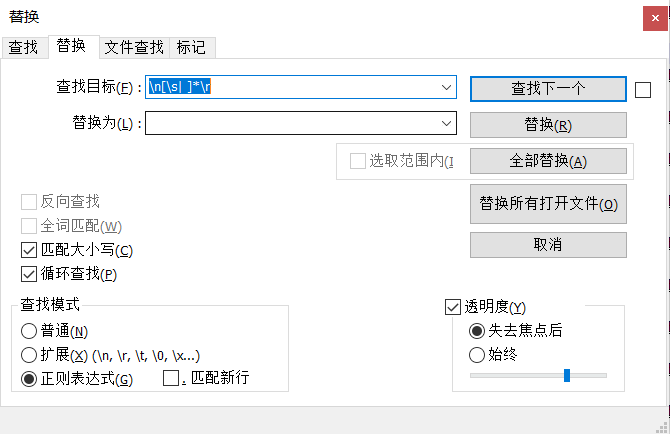 替换
查找 替换 文件查找 标记
查找目标(F) : \n[\s| ]*\r
查找下一个
替换为(L) :
替换(R)
选取范围内(I
全部替换(A)
反向查找
替换所有打开文件(O)
全词匹配(W)
匹配大小写(C)
取消
循环查找(P)
查找模式
透明度(Y)
普通(N)
失去焦点后
扩展(X) (\n, \r, \t, \0, \x...)
始终
正则表达式(G) . 匹配新行